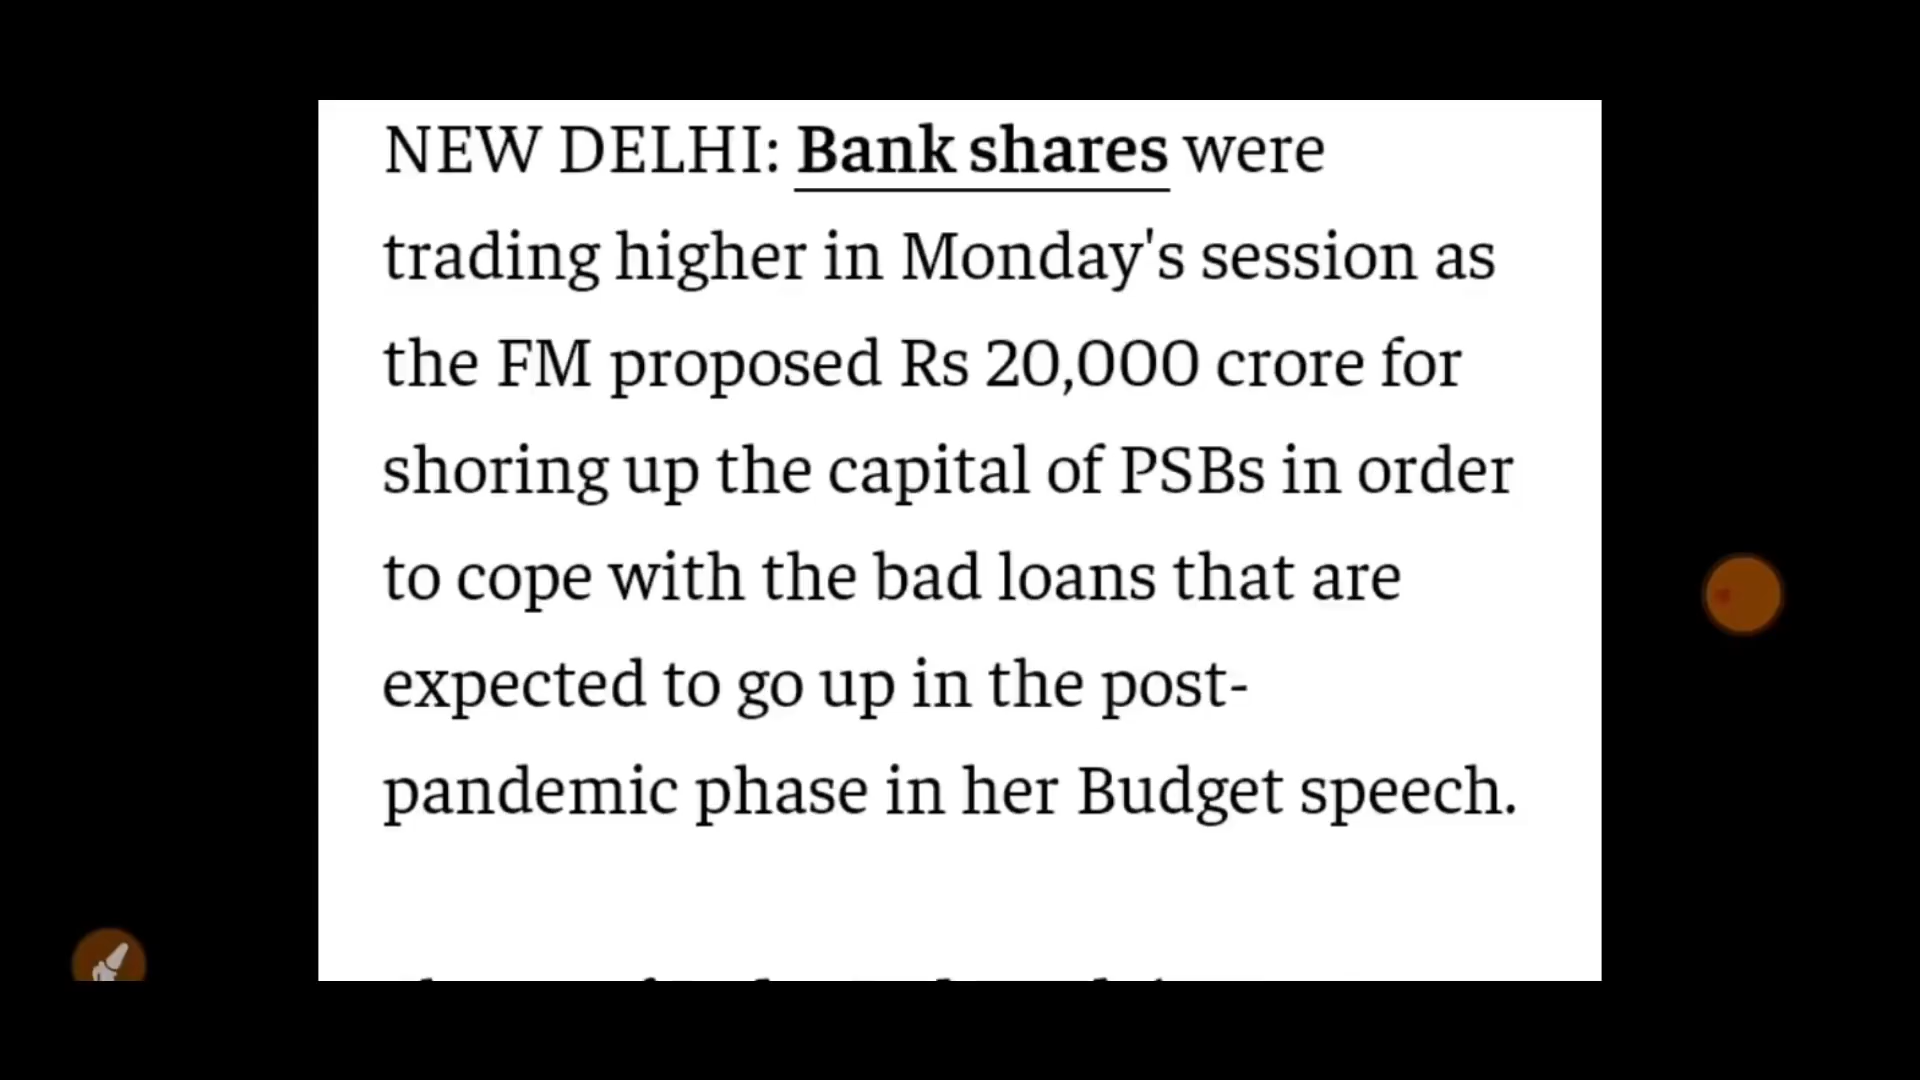 NEW DELHI: Bank shares were
trading higher in Monday's session as
the FM proposed Rs 20,000 crore for
shoring up the capital of PSBs in order
to cope with the bad loans that are
expected to go up in the post-
pandemic phase in her Budget speech.